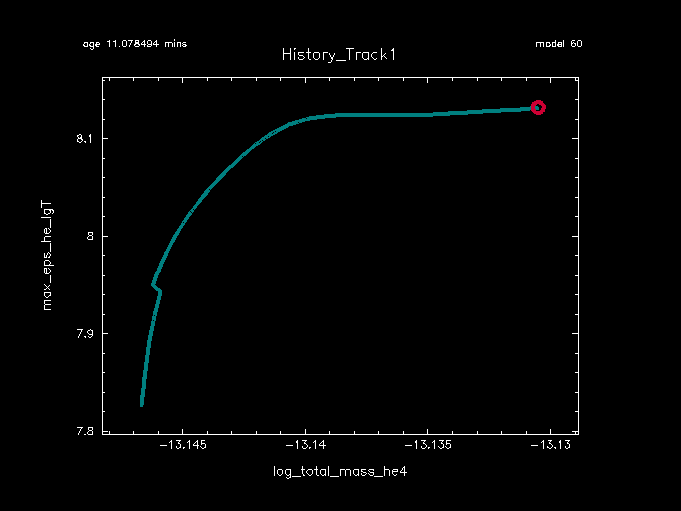 age 11.078494 mins
model 60
History_Track1
8.1
8
7.9
7.8
max_eps_he_lgT
-13.145
-13.14
-13.135
-13.13
log_total_mass_he4